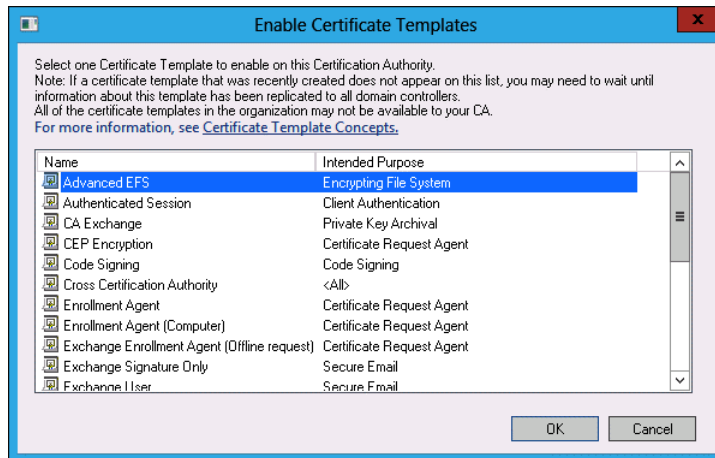 Enable Certificate Templates
x
Select one Certificate Template to enable on this Certification Authority.
Note: If a certificate template that was recently created does not appear on this list, you may need to wait until
information about this template has been replicated to all domain controllers.
All of the certificate templates in the organization may not be available to your CA.
For more information, see Certificate Template Concepts.
Name Intended Purpose
Advanced EFS Encrypting File System
Authenticated Session Client Authentication
CA Exchange Private Key Archival
CEP Encryption Certificate Request Agent
Code Signing Code Signing
Cross Certification Authority <All>
Enrollment Agent Certificate Request Agent
Enrollment Agent (Computer) Certificate Request Agent
Exchange Enrollment Agent (Offline request) Certificate Request Agent
Exchange Signature Only Secure Email
Exchange User Secure Email
OK Cancel